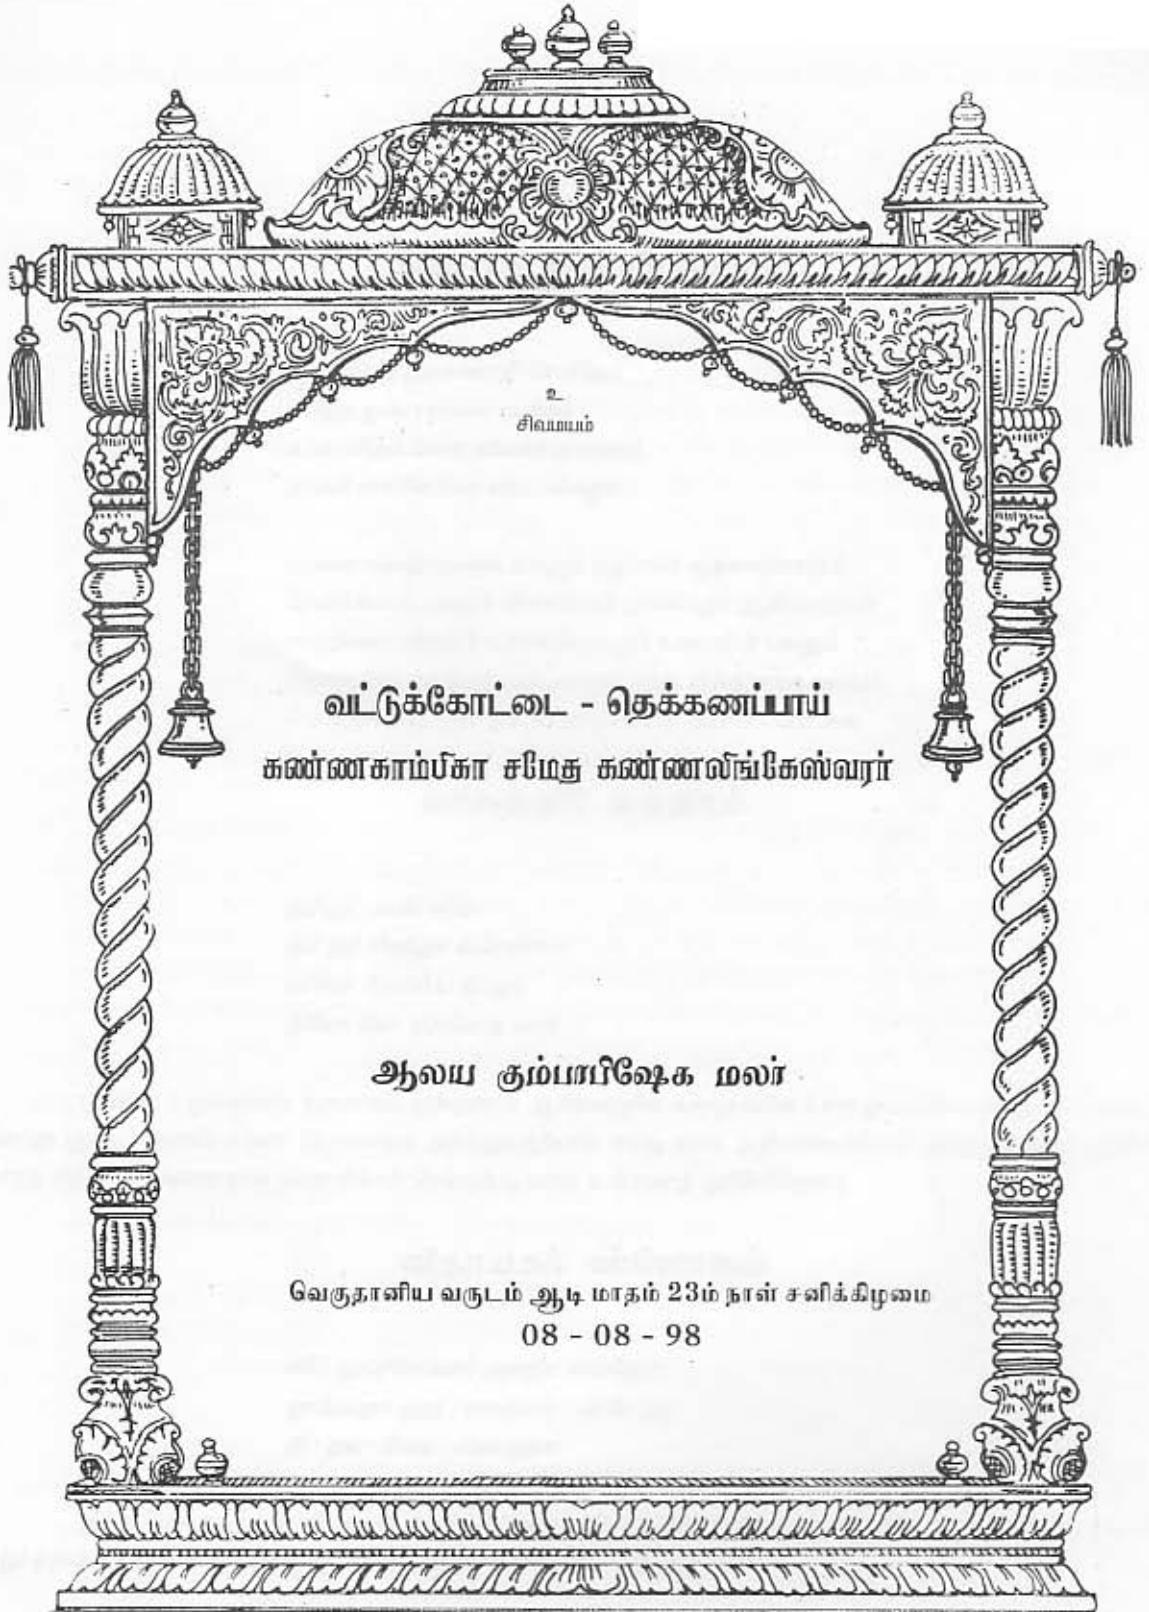 உ
சிவமயம்
வட்டுக்கோட்டை - தெக்கணப்பாய்
கண்ணகாம்பிகா சமேத கண்ணலிங்கேஸ்வரர்
ஆலய கும்பாபிஷேக மலர்
வெகுதானிய வருடம் ஆடி மாதம் 23ம் நாள் சனிக்கிழமை
08 - 08 - 98